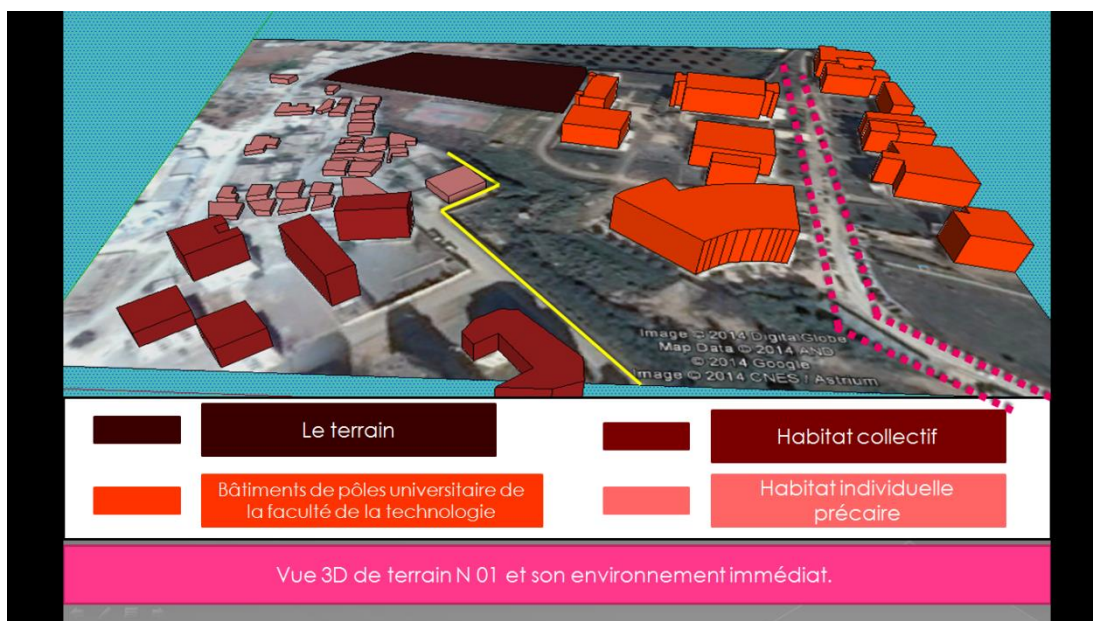 Image © 2014 DigitalGlobe
Map Data © 2014 AND
© 2014 Google
Image © 2014 CNES / Astrium
Le terrain
Habitat collectif
Bâtiments de pôles universitaire de
la faculté de la technologie
Habitat individuelle
précaire
Vue 3D de terrain N 01 et son environnement immédiat.